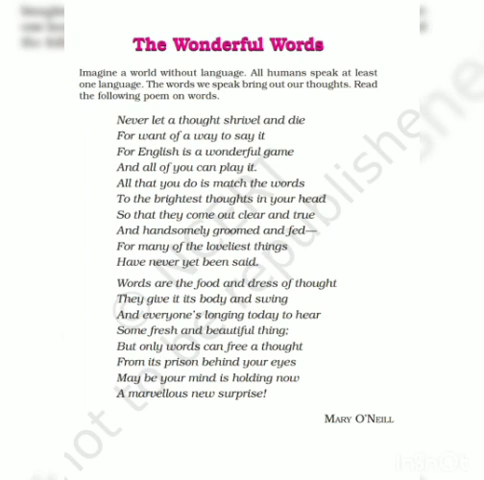 The Wonderful Words
Imagine a world without language. All humans speak at least
one language. The words we speak bring out our thoughts. Read
the following poem on words.
Never let a thought shrivel and die
For want of a way to say it
For English is a wonderful game
And all of you can play it.
All that you do is match the words
To the brightest thoughts in your head
So that they come out clear and true
And handsomely groomed and fed—
For many of the loveliest things
Have never yet been said.
Words are the food and dress of thought
They give it its body and swing
And everyone's longing today to hear
Some fresh and beautiful thing;
But only words can free a thought
From its prison behind your eyes
May be your mind is holding now
A marvellous new surprise!
MARY O'NEILL
© NCERT
not to be republished